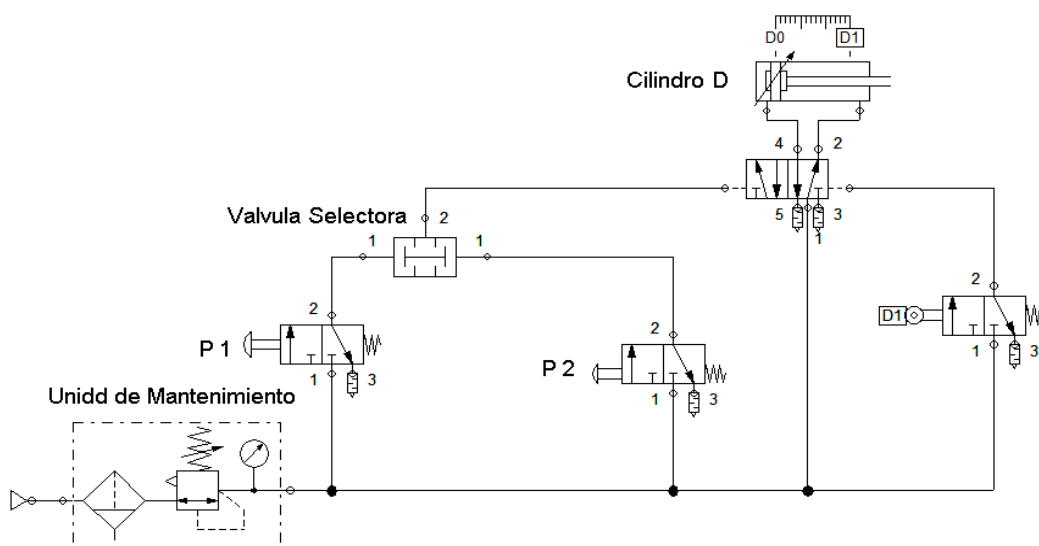 D0 D1
Cilindro D
4 2
Valvula Selectora
2
5 3
1
1 1
2
2
2
D1
P 1
P 2
1 3
1 3
1 3
Unidd de Mantenimiento